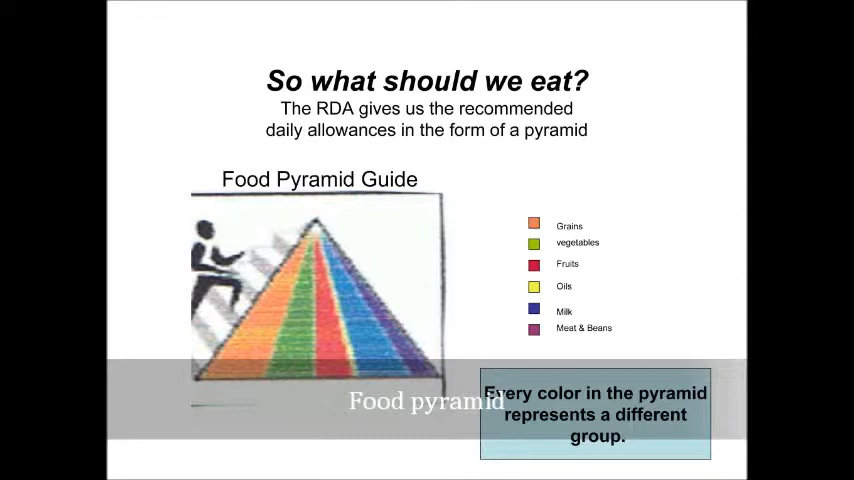 So what should we eat?
The RDA gives us the recommended
daily allowances in the form of a pyramid
Food Pyramid Guide
Grains
vegetables
Fruits
Oils
Milk
Meat & Beans
Every color in the pyramid
represents a different
group.
Food pyramid